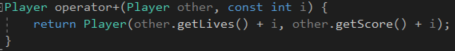 Player operator+(Player other, const int i) {
    return Player(other.getLives() + i, other.getScore() + i);
}